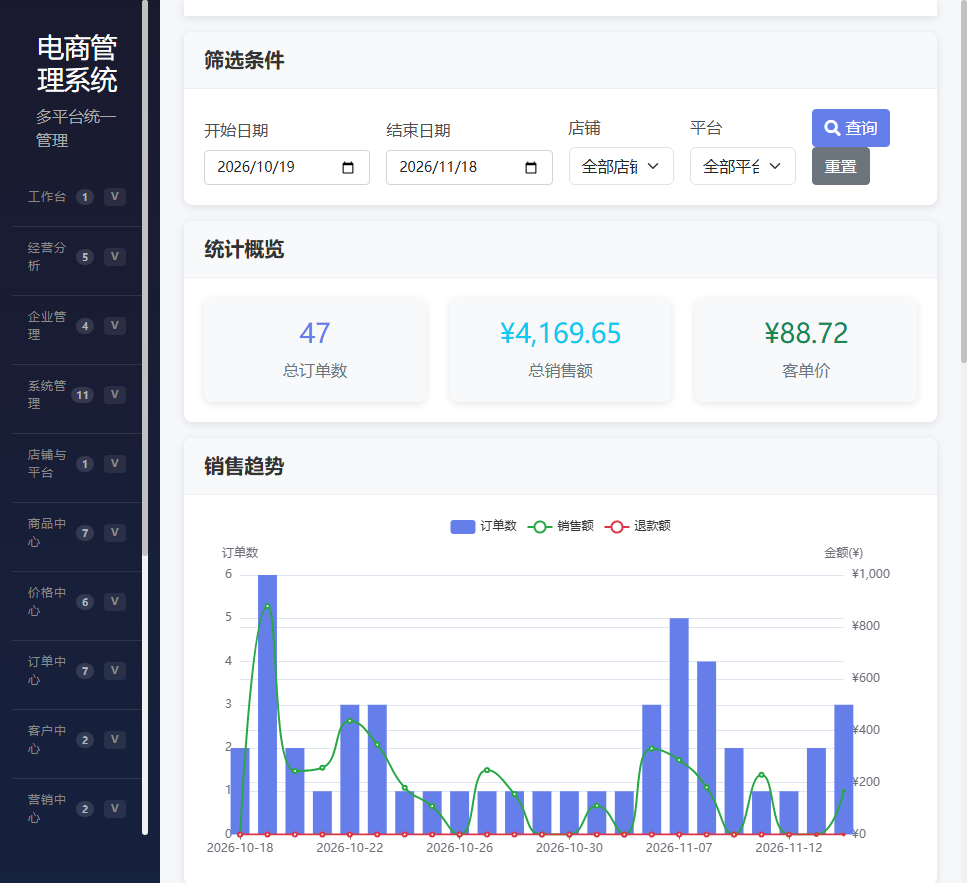 电商管
理系统
多平台统一
管理
工作台 1 V
经营分
析 5 V
企业管
理 4 V
系统管
理 11 V
店铺与
平台 1 V
商品中
心 7 V
价格中
心 6 V
订单中
心 7 V
客户中
心 2 V
营销中
心 2 V
筛选条件
开始日期 结束日期 店铺 平台 查询
2026/10/19 2026/11/18 全部店 全部平 重置
统计概览
47 ¥4,169.65 ¥88.72
总订单数 总销售额 客单价
销售趋势
订单数 销售额 退款额
订单数 金额(¥)
6 ¥1,000
5 ¥800
4 ¥600
3 ¥400
2 ¥200
1
0 ¥0
2026-10-18 2026-10-22 2026-10-26 2026-10-30 2026-11-07 2026-11-12